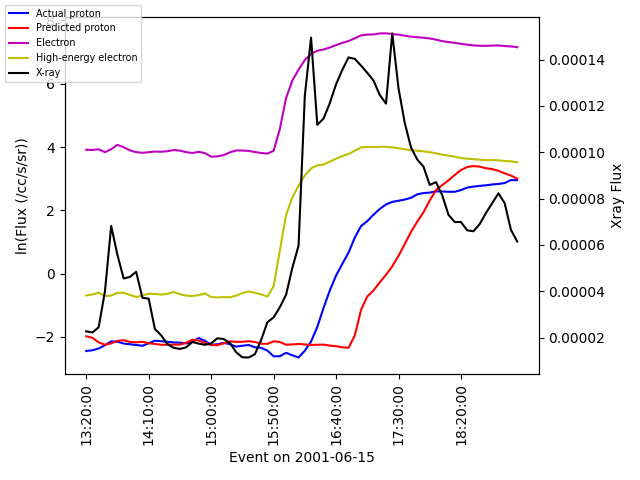 Actual proton
Predicted proton
Electron
High-energy electron
X-ray
6
4
2
0
−2
ln(Flux (/cc/s/sr))
0.00014
0.00012
0.00010
0.00008
0.00006
0.00004
0.00002
Xray Flux
13:20:00
14:10:00
15:00:00
15:50:00
16:40:00
17:30:00
18:20:00
Event on 2001-06-15